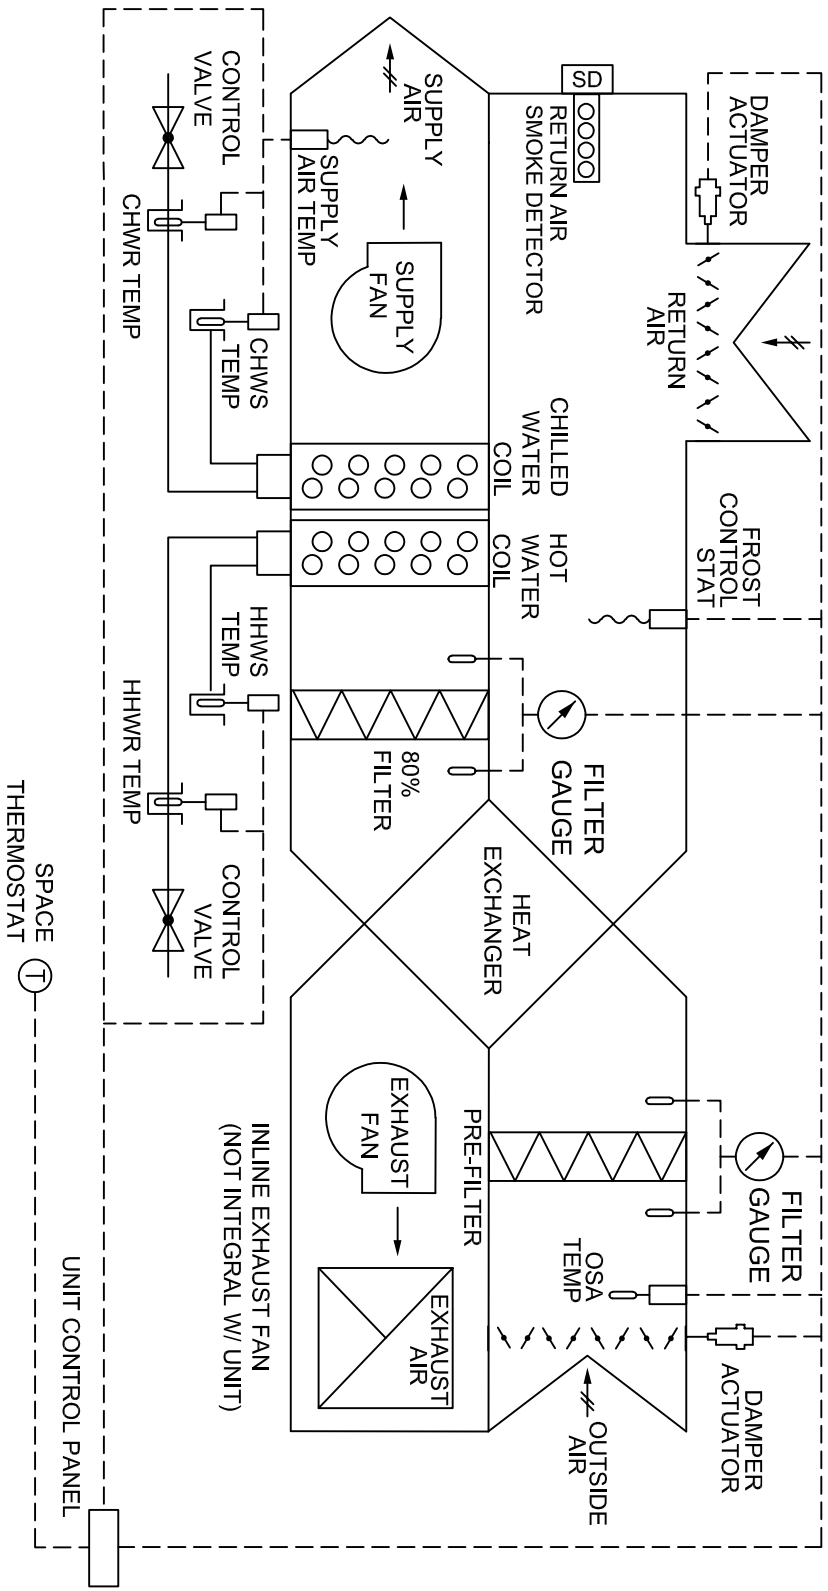 DAMPER
ACTUATOR
RETURN
AIR
FROST
CONTROL
STAT
FILTER
GAUGE
FILTER
GAUGE
DAMPER
ACTUATOR
SD
RETURN AIR
SMOKE DETECTOR
CHILLED
WATER
COIL
HOT
WATER
COIL
HEAT
EXCHANGER
PRE-FILTER
OSA
TEMP
OUTSIDE
AIR
SUPPLY
AIR
SUPPLY
FAN
SUPPLY
AIR TEMP
80%
FILTER
EXHAUST
FAN
EXHAUST
AIR
INLINE EXHAUST FAN
(NOT INTEGRAL W/ UNIT)
CONTROL
VALVE
CHWR TEMP
CHWS
TEMP
HHWS
TEMP
HHWR TEMP
CONTROL
VALVE
SPACE
THERMOSTAT
T
UNIT CONTROL PANEL